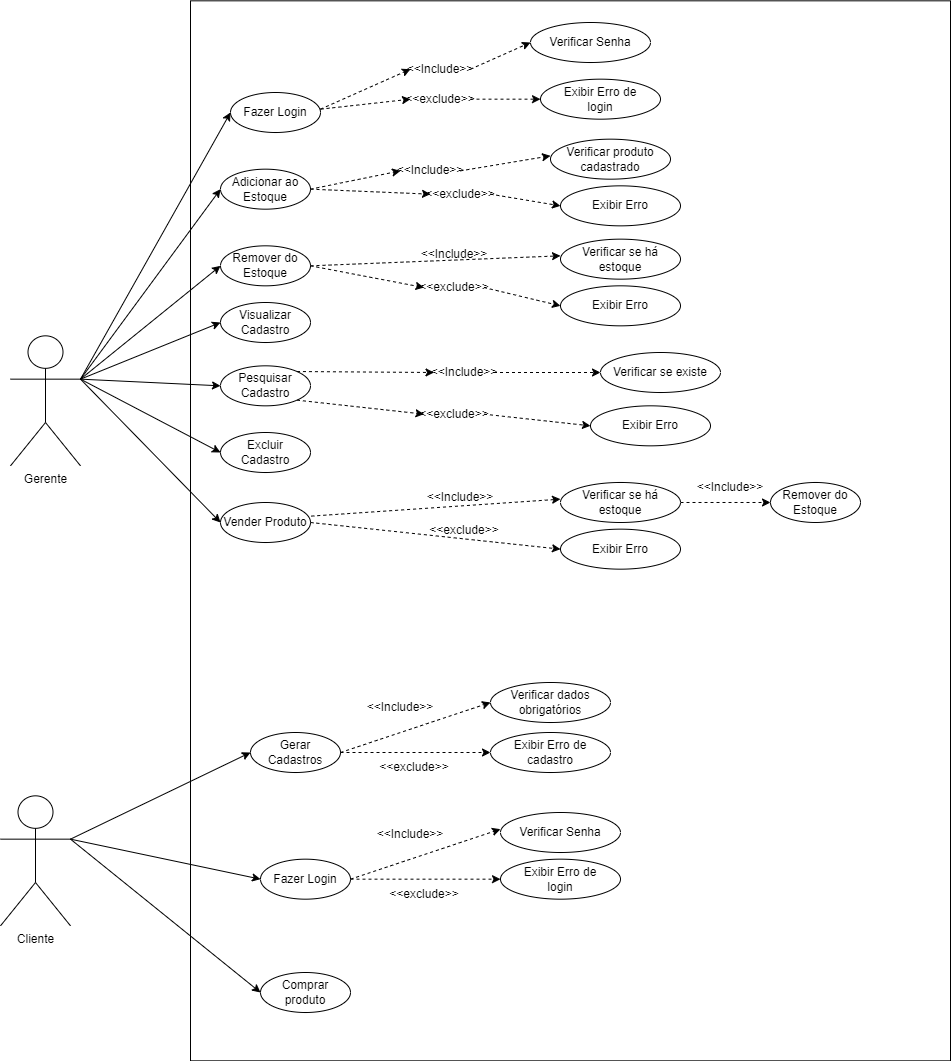 Verificar Senha
<<Include>>
Exibir Erro de
login
<<exclude>>
Fazer Login
Verificar produto
cadastrado
<<Include>>
Adicionar ao
Estoque
<<exclude>>
Exibir Erro
Remover do
Estoque
<<Include>>
Verificar se há
estoque
<<exclude>>
Exibir Erro
Visualizar
Cadastro
Pesquisar
Cadastro
<<Include>>
Verificar se existe
<<exclude>>
Exibir Erro
Excluir
Cadastro
Gerente
Vender Produto
<<Include>>
Verificar se há
estoque
<<Include>>
Remover do
Estoque
<<exclude>>
Exibir Erro
Verificar dados
obrigatórios
<<Include>>
Gerar
Cadastros
Exibir Erro de
cadastro
<<exclude>>
<<Include>>
Verificar Senha
Fazer Login
Exibir Erro de
login
<<exclude>>
Cliente
Comprar
produto